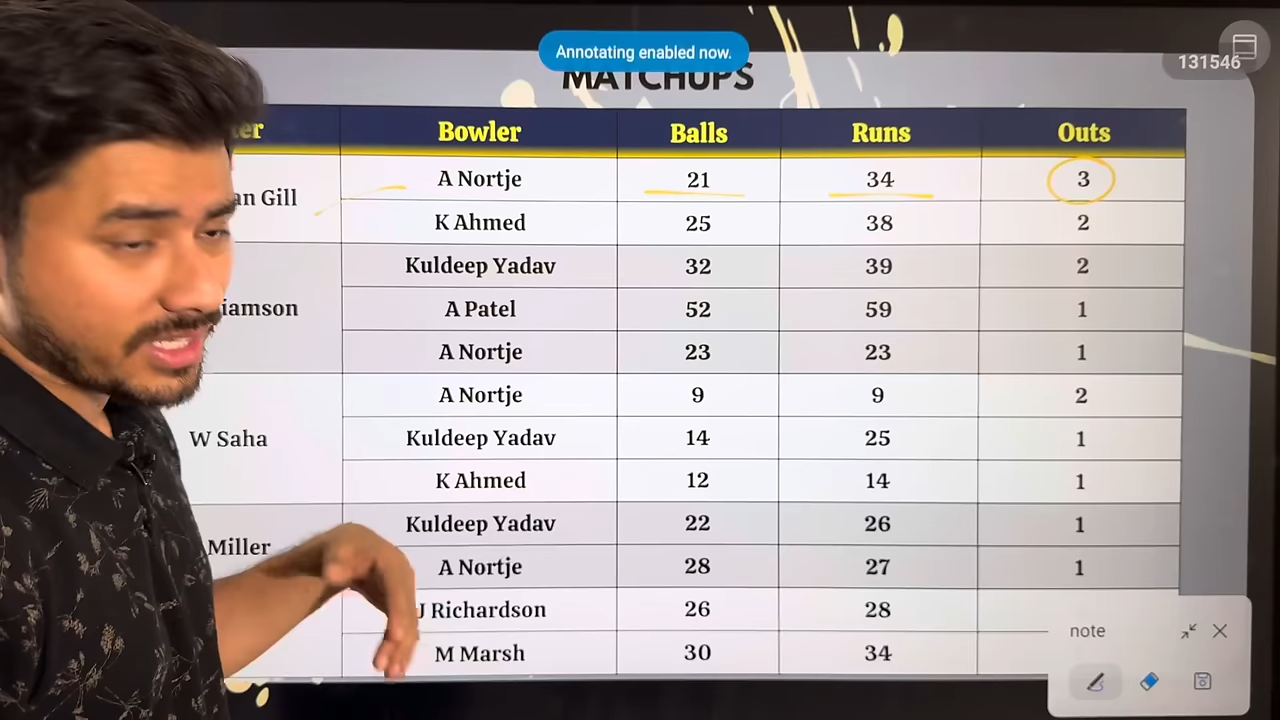 Annotating enabled now.
131546
MATCHUPS
Bowler Balls Runs Outs
an Gill A Nortje 21 34 3
K Ahmed 25 38 2
Kuldeep Yadav 32 39 2
iamson A Patel 52 59 1
A Nortje 23 23 1
A Nortje 9 9 2
W Saha Kuldeep Yadav 14 25 1
K Ahmed 12 14 1
Kuldeep Yadav 22 26 1
Miller A Nortje 28 27 1
J Richardson 26 28
M Marsh 30 34
note